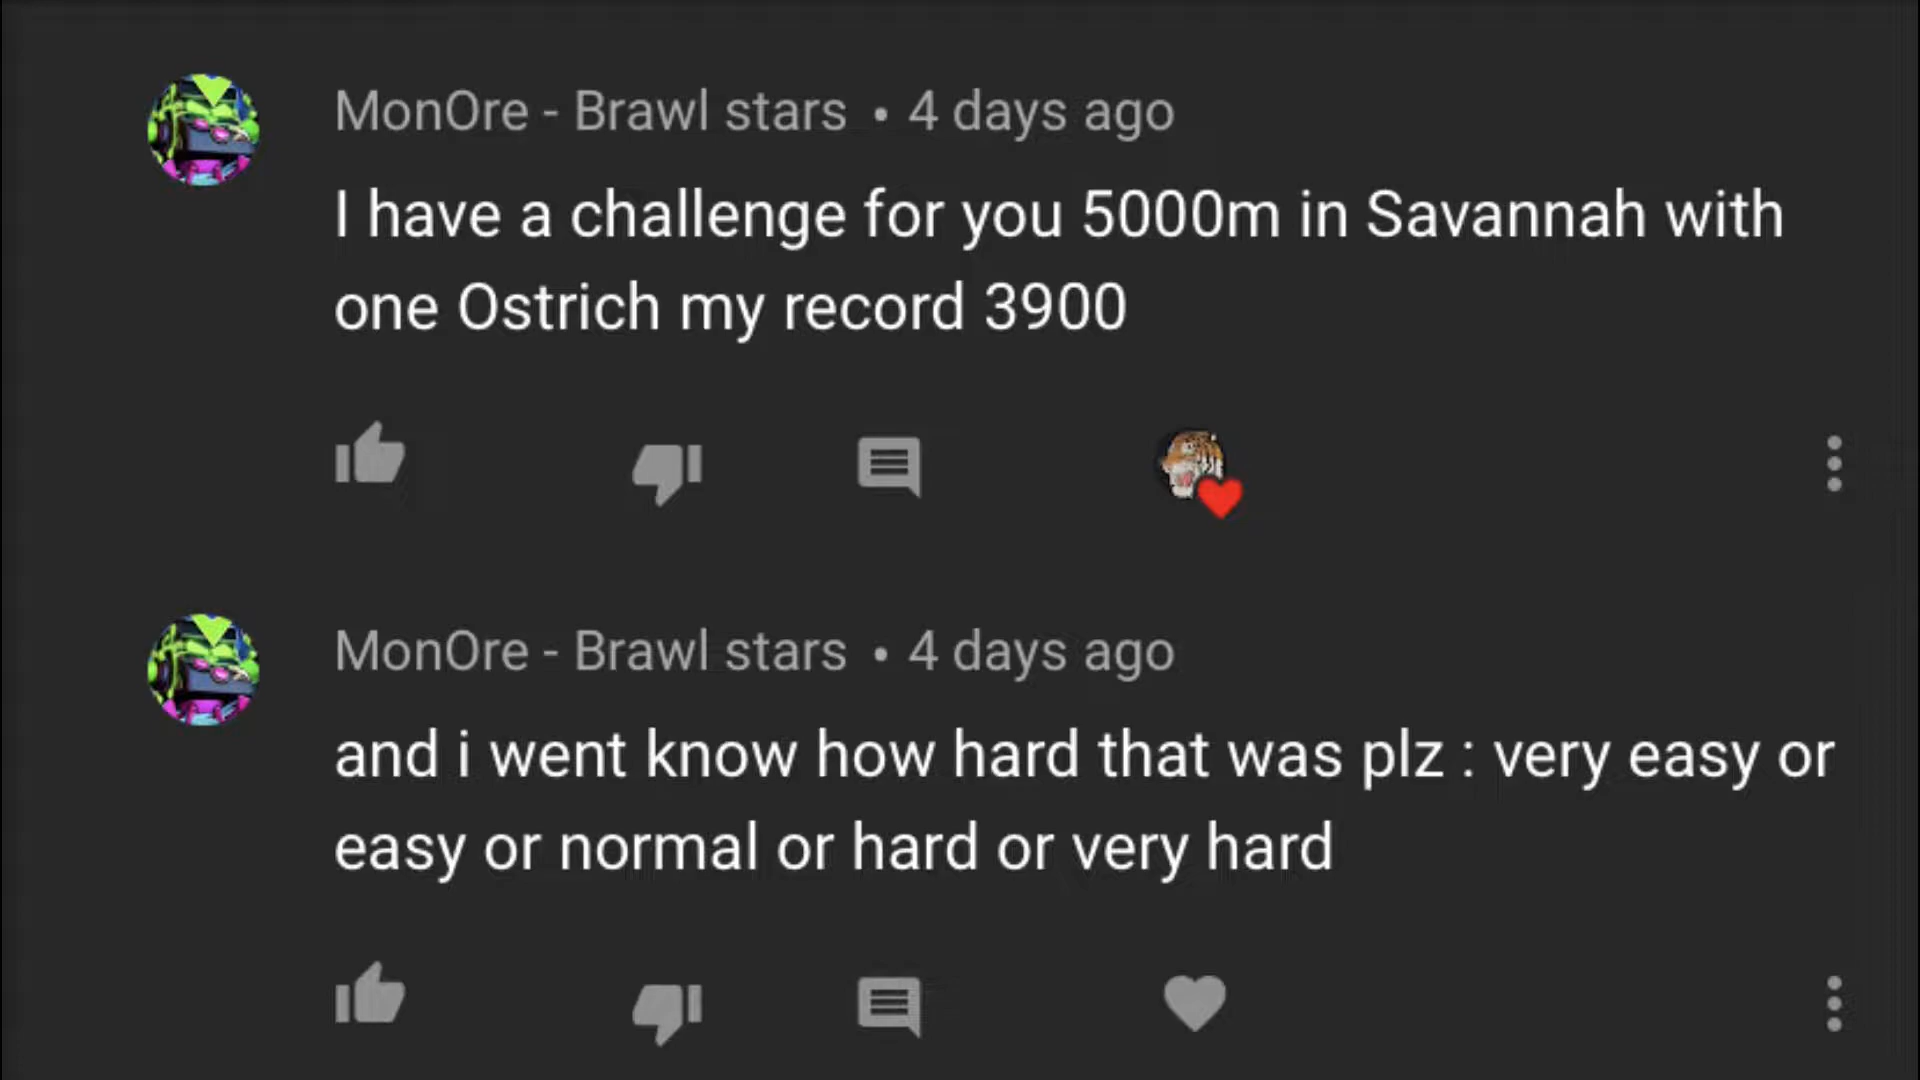 MonOre - Brawl stars • 4 days ago
I have a challenge for you 5000m in Savannah with
one Ostrich my record 3900
MonOre - Brawl stars • 4 days ago
and i went know how hard that was plz : very easy or
easy or normal or hard or very hard